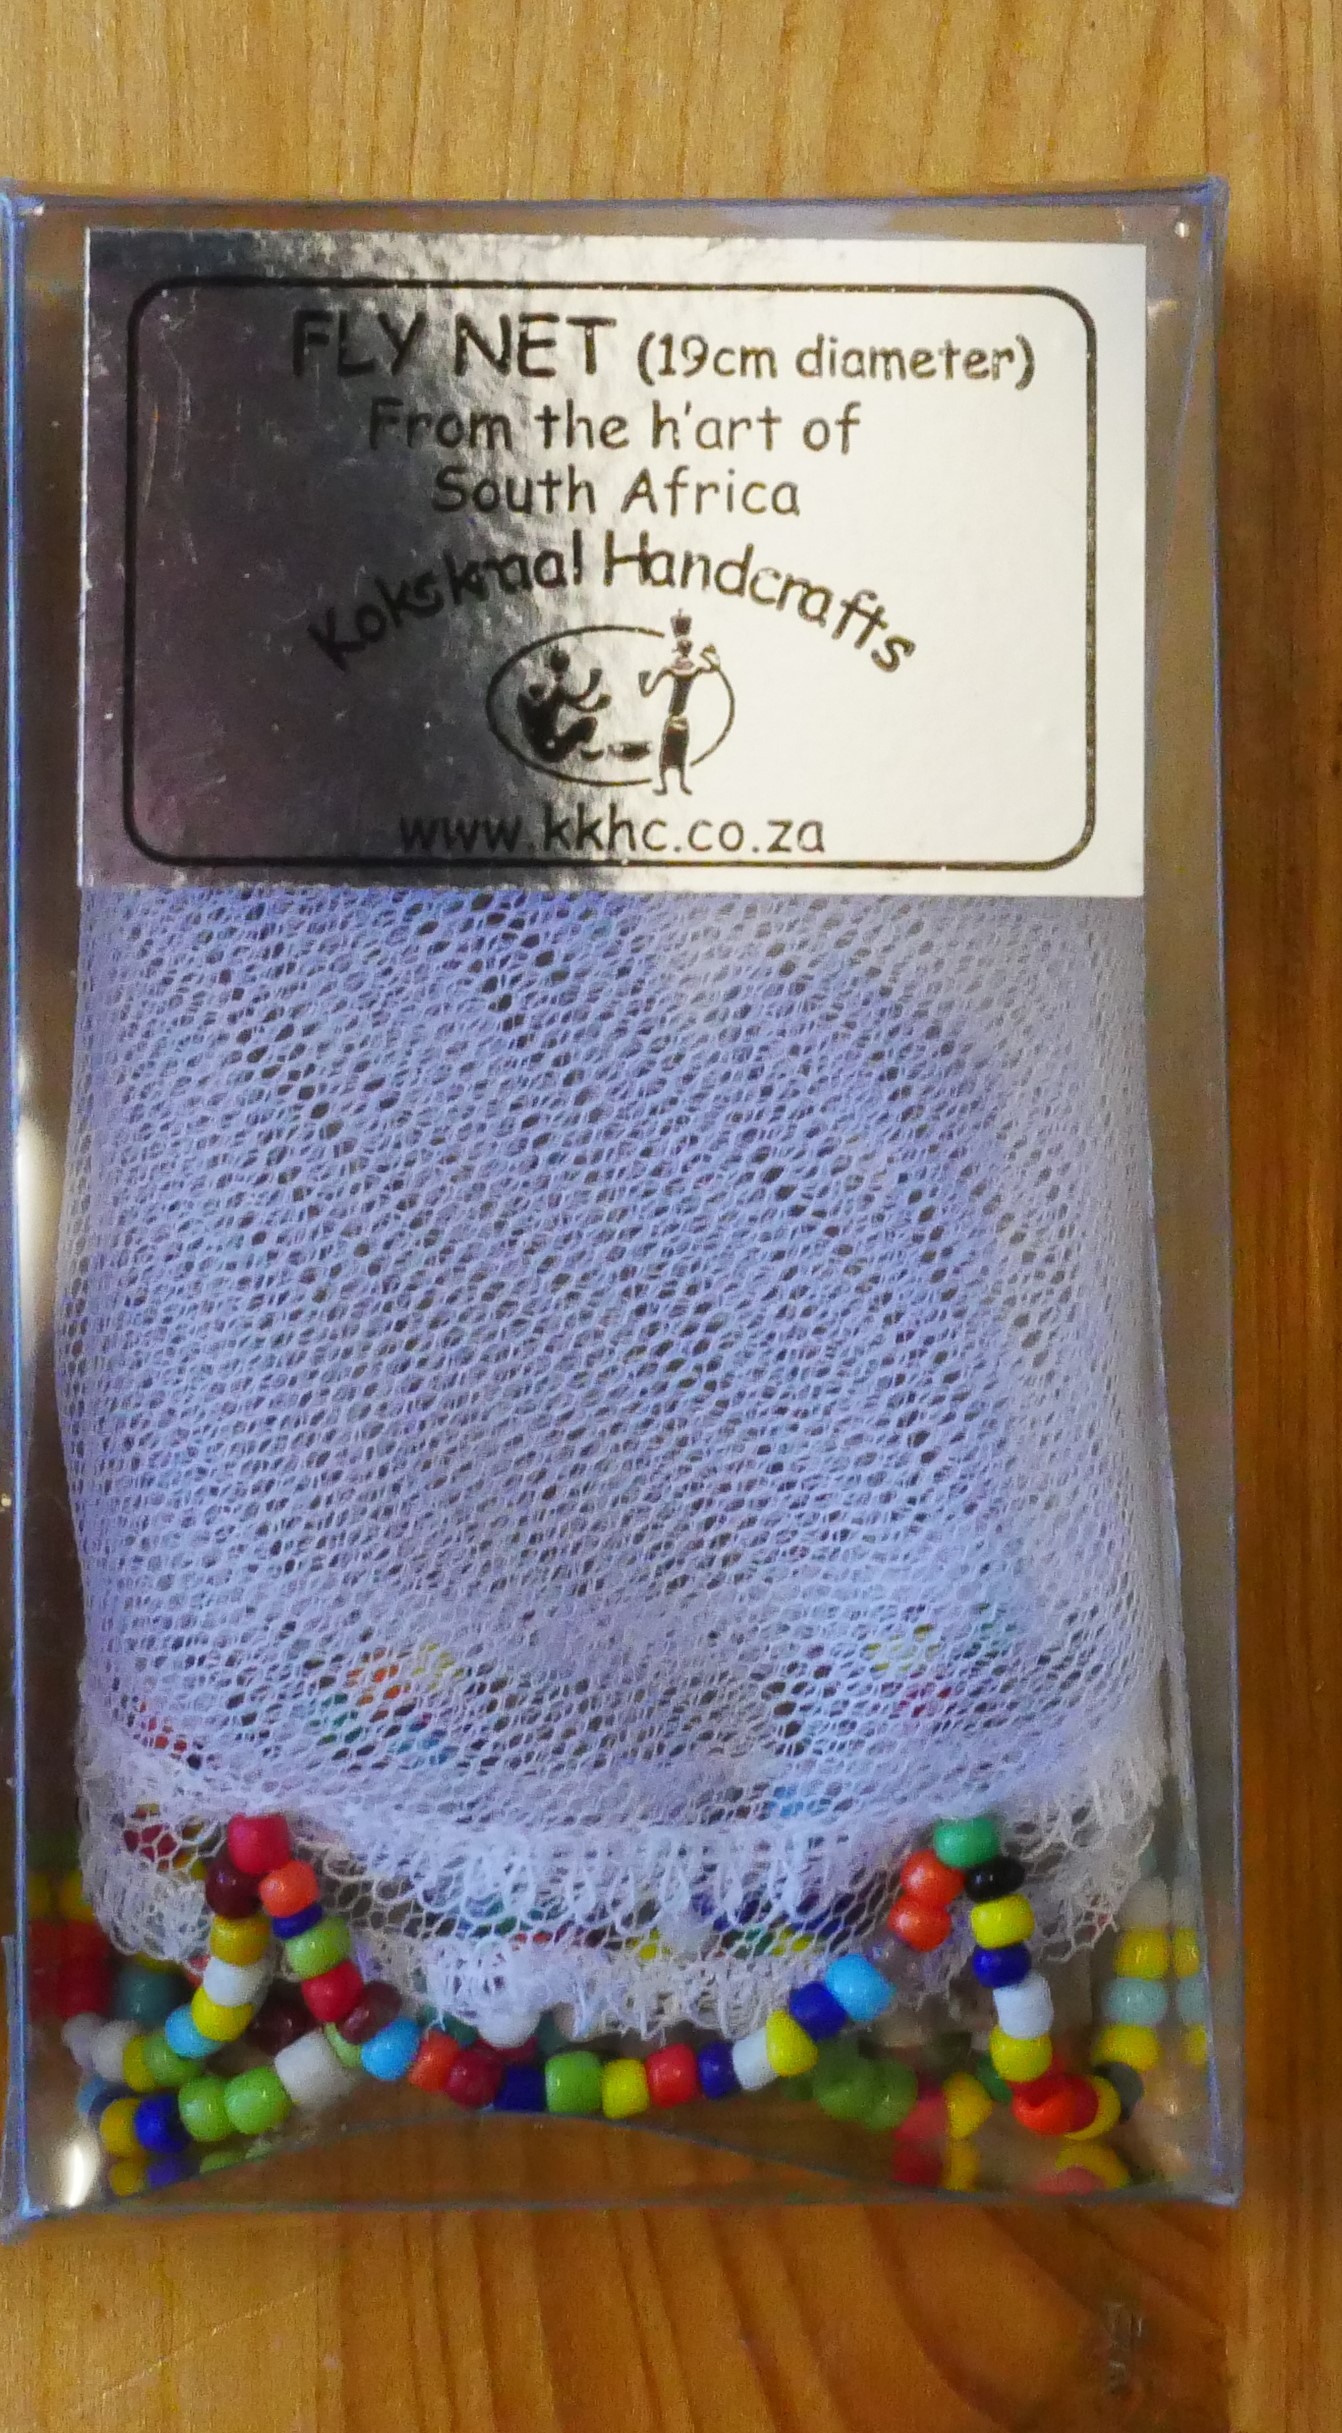 FLY NET (19cm diameter)
From the h'art of
South Africa
Kokskraal Handcrafts
www.kkhc.co.za